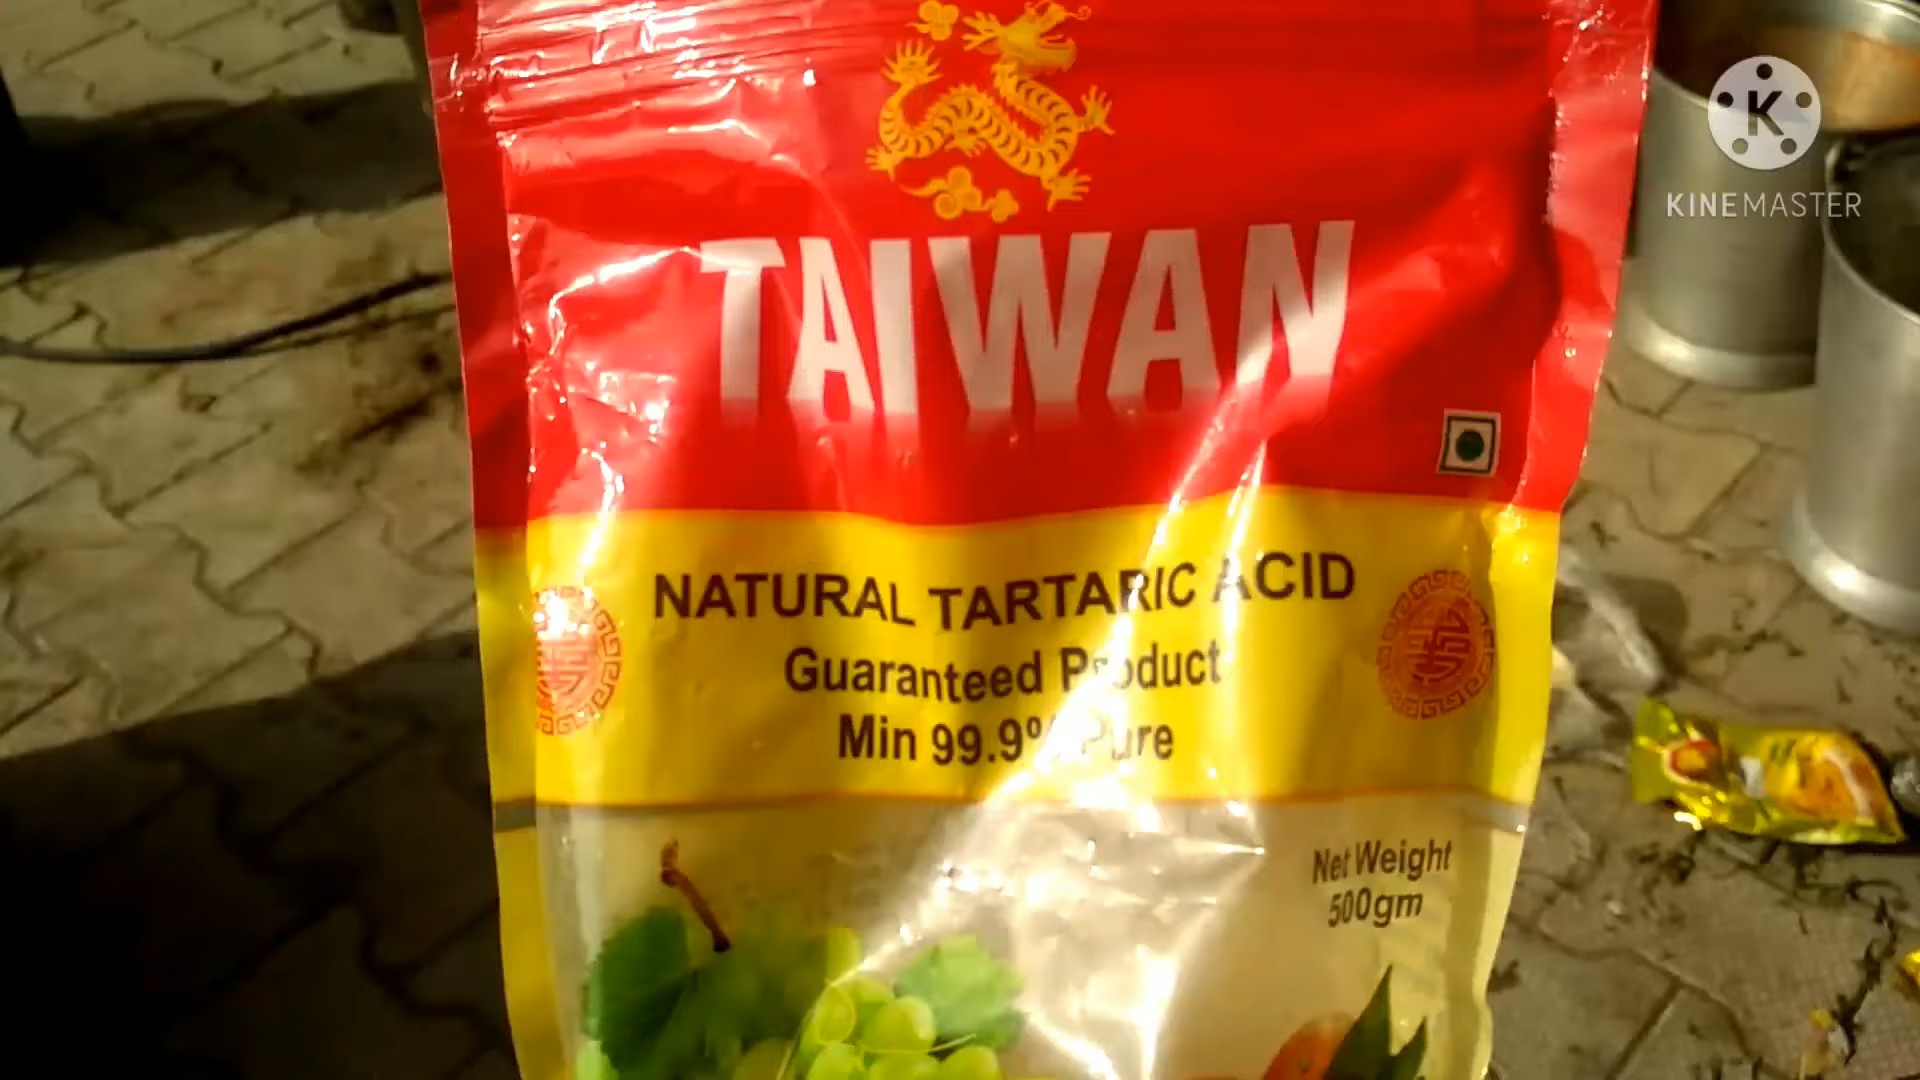 TAIWAN
NATURAL TARTARIC ACID
Guaranteed Product
Min 99.9% Pure
Net Weight
500gm
K
KINEMASTER